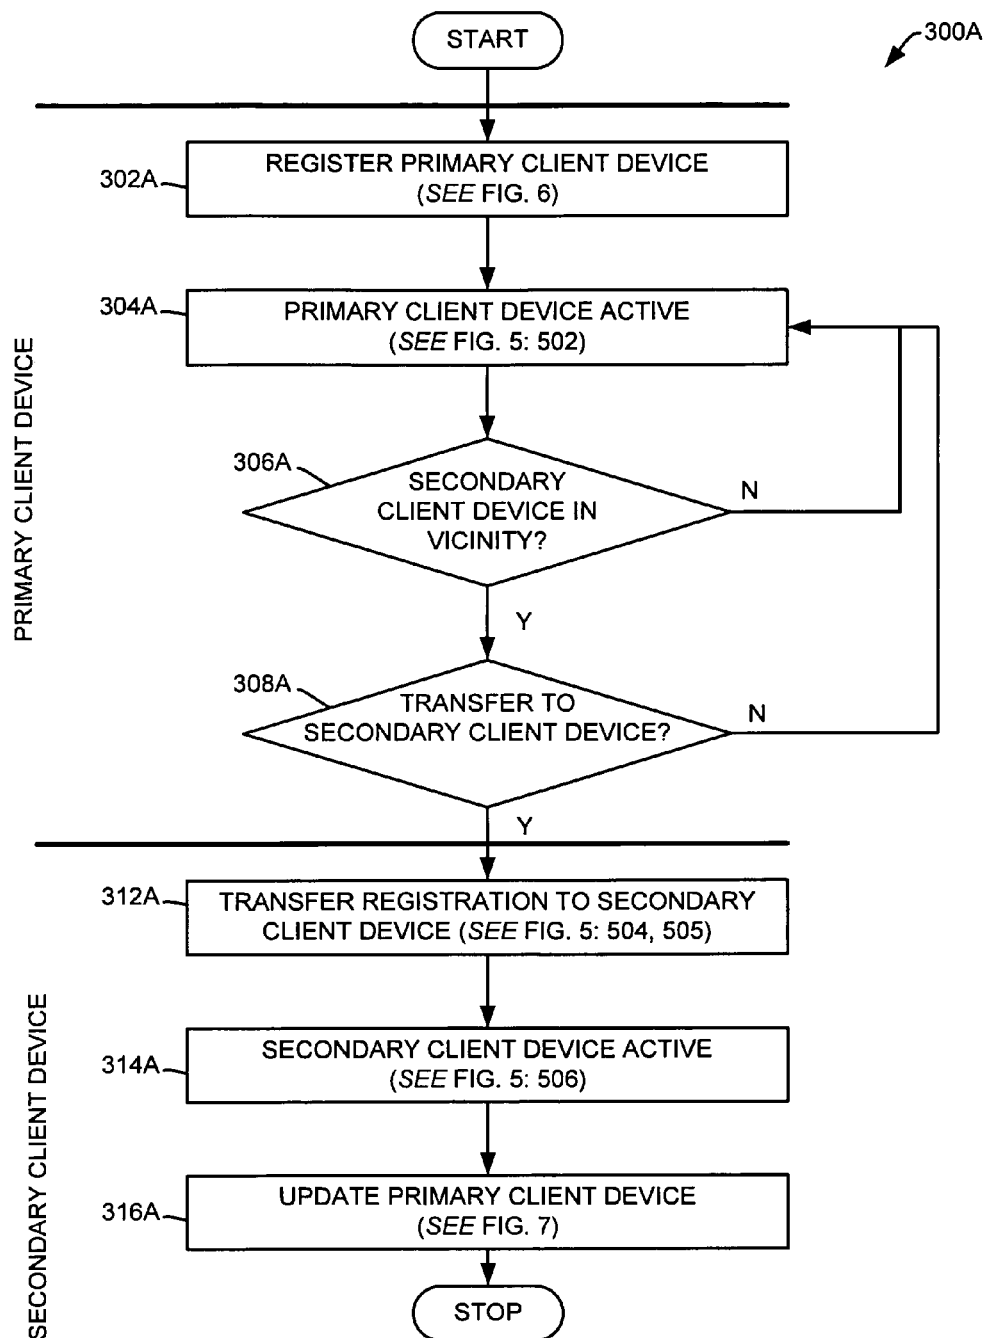 START
300A
302A
REGISTER PRIMARY CLIENT DEVICE
(SEE FIG. 6)
304A
PRIMARY CLIENT DEVICE ACTIVE
(SEE FIG. 5: 502)
PRIMARY CLIENT DEVICE
306A
SECONDARY
CLIENT DEVICE IN
VICINITY?
N
Y
308A
TRANSFER TO
SECONDARY CLIENT DEVICE?
N
Y
312A
TRANSFER REGISTRATION TO SECONDARY
CLIENT DEVICE (SEE FIG. 5: 504, 505)
SECONDARY CLIENT DEVICE
314A
SECONDARY CLIENT DEVICE ACTIVE
(SEE FIG. 5: 506)
316A
UPDATE PRIMARY CLIENT DEVICE
(SEE FIG. 7)
STOP